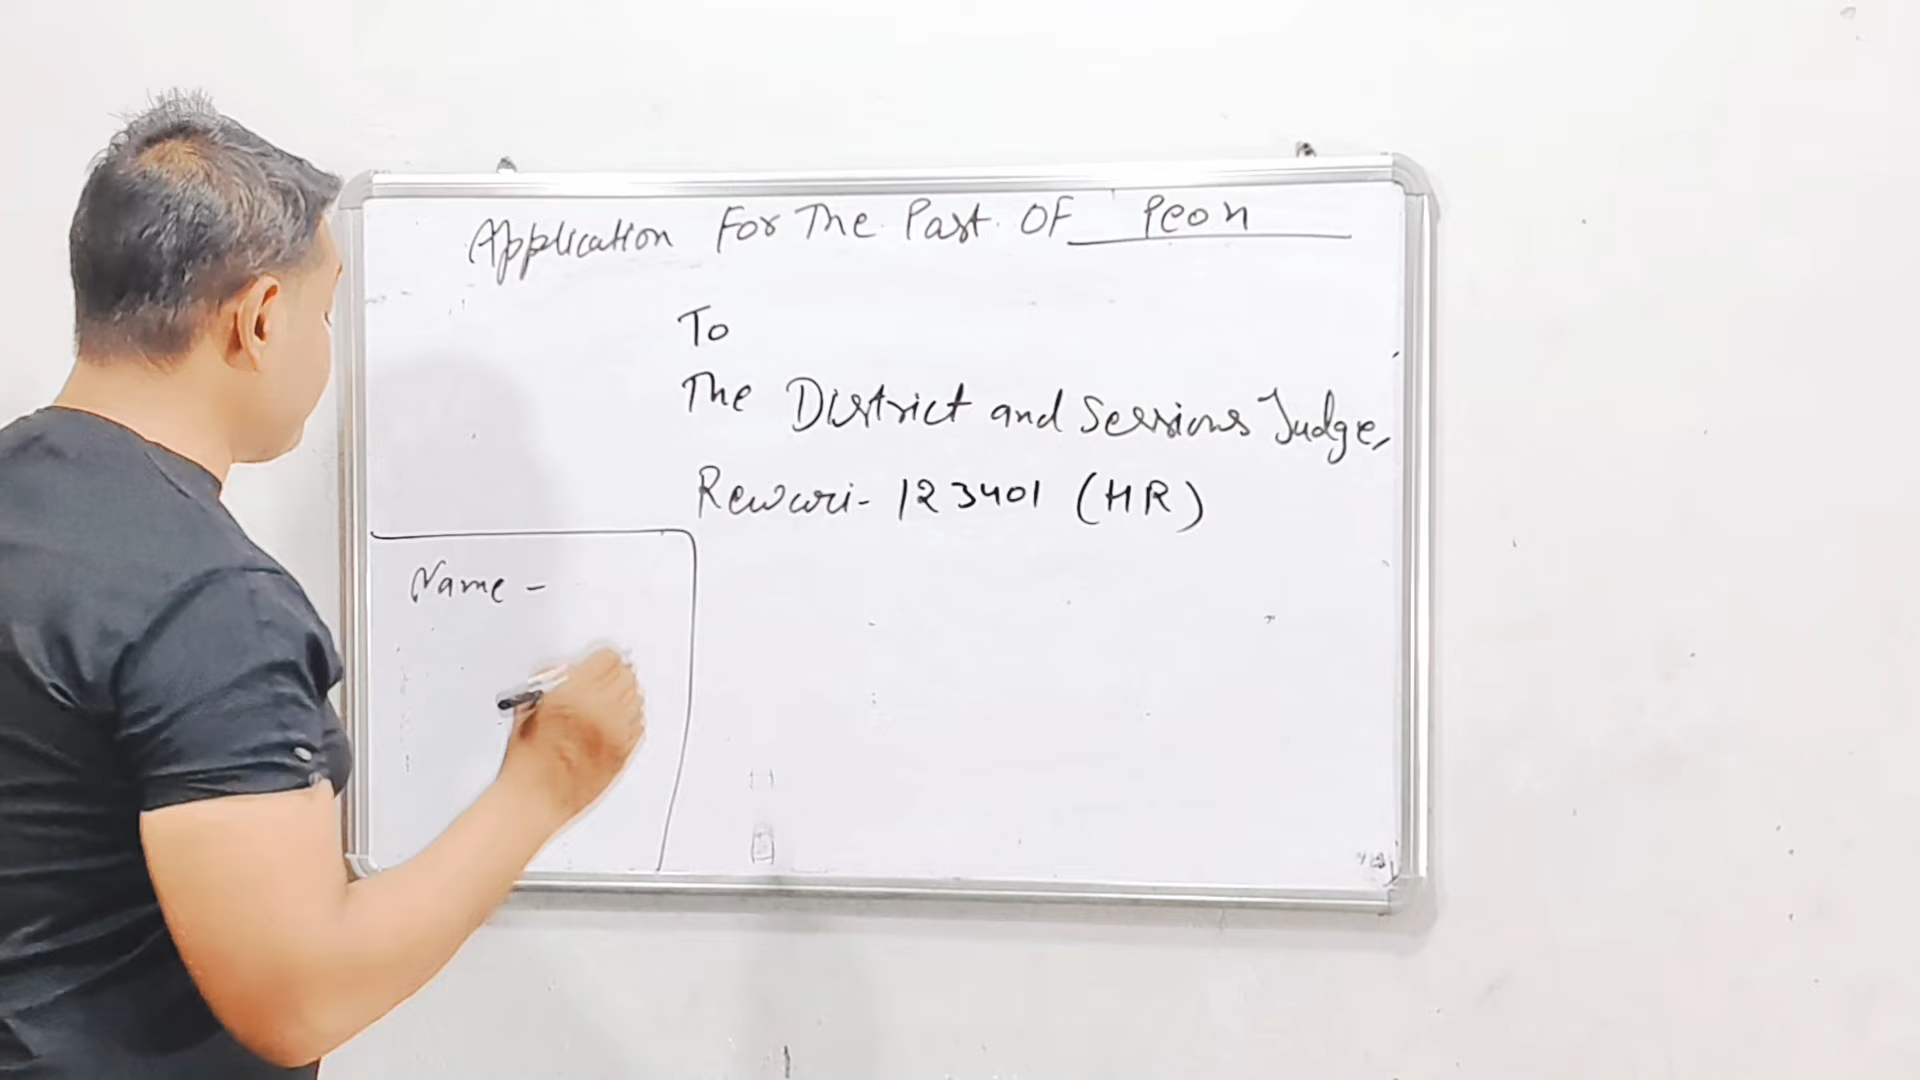 Application For The Past. OF Peon
To
The District and Sessions Judge,
Rewari- 123401 (HR)
Name -